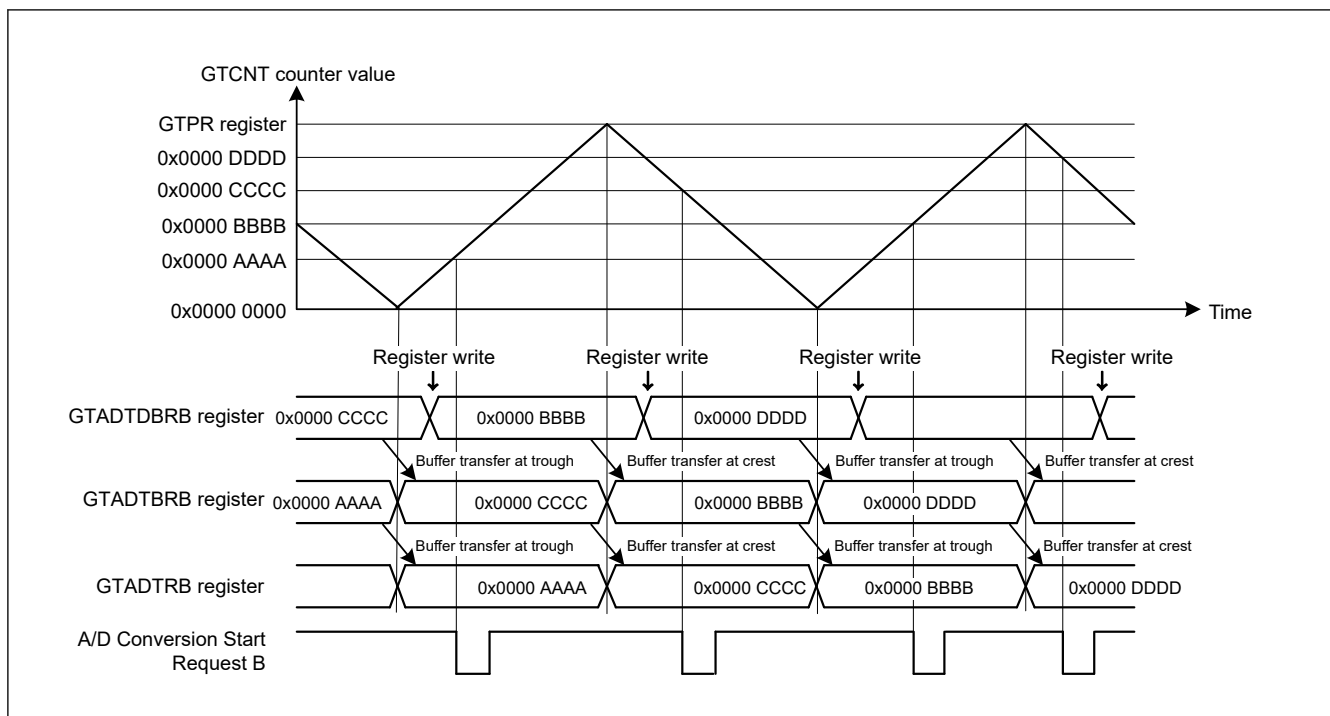 GTCNT counter value
GTPR register
0x0000 DDDD
0x0000 CCCC
0x0000 BBBB
0x0000 AAAA
0x0000 0000
Time
Register write Register write Register write Register write
GTADTDBRB register 0x0000 CCCC 0x0000 BBBB 0x0000 DDDD
Buffer transfer at trough Buffer transfer at crest Buffer transfer at trough Buffer transfer at crest
GTADTBRB register 0x0000 AAAA 0x0000 CCCC 0x0000 BBBB 0x0000 DDDD
Buffer transfer at trough Buffer transfer at crest Buffer transfer at trough Buffer transfer at crest
GTADTRB register 0x0000 AAAA 0x0000 CCCC 0x0000 BBBB 0x0000 DDDD
A/D Conversion Start
Request B